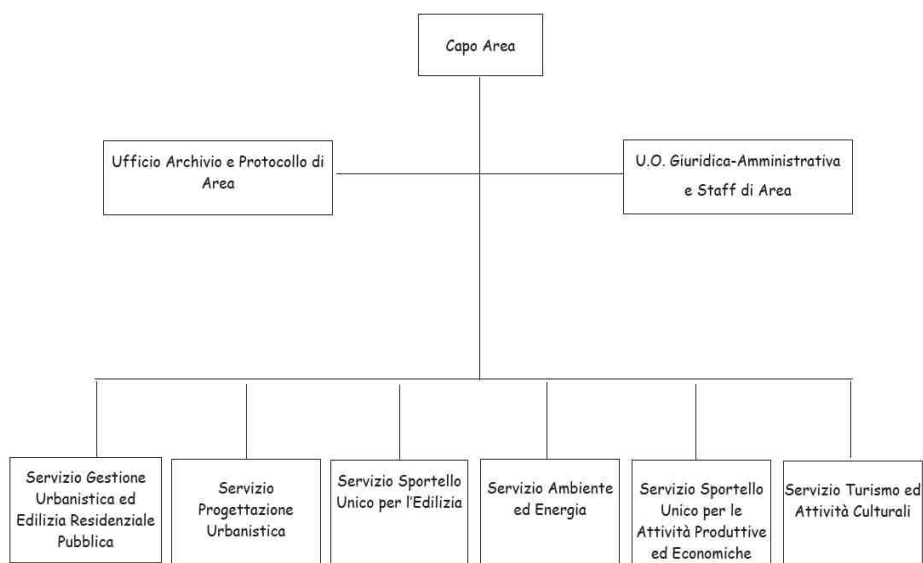 Capo Area
Ufficio Archivio e Protocollo di
Area
U.O. Giuridica-Amministrativa
e Staff di Area
Servizio Gestione
Urbanistica ed
Edilizia Residenziale
Pubblica
Servizio
Progettazione
Urbanistica
Servizio Sportello
Unico per l'Edilizia
Servizio Ambiente
ed Energia
Servizio Sportello
Unico per le
Attività Produttive
ed Economiche
Servizio Turismo ed
Attività Culturali